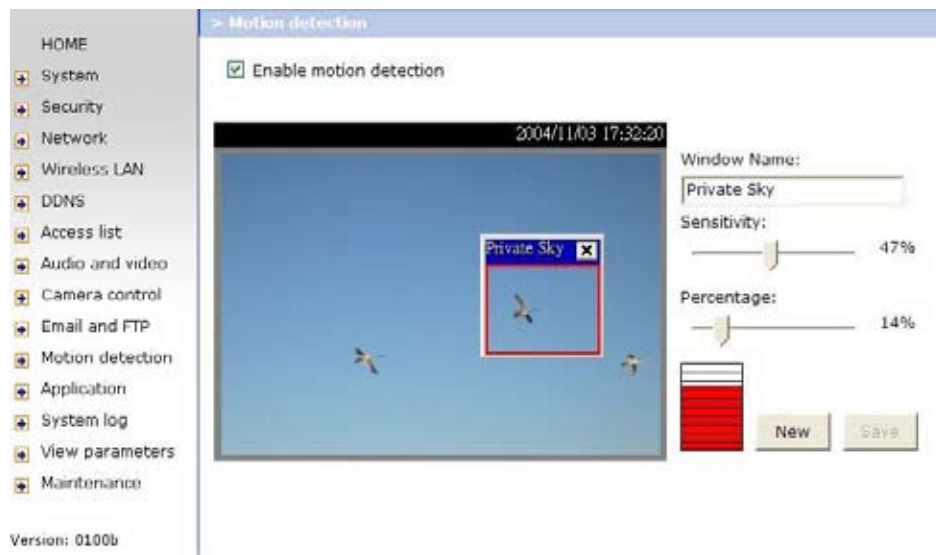 > Motion detection
HOME
System
Security
Network
Wireless LAN
DDNS
Access list
Audio and video
Camera control
Email and FTP
Motion detection
Application
System log
View parameters
Maintenance
Version: 0100b
Enable motion detection
2004/11/03 17:32:20
Private Sky
Window Name:
Private Sky
Sensitivity:
47%
Percentage:
14%
New
Save